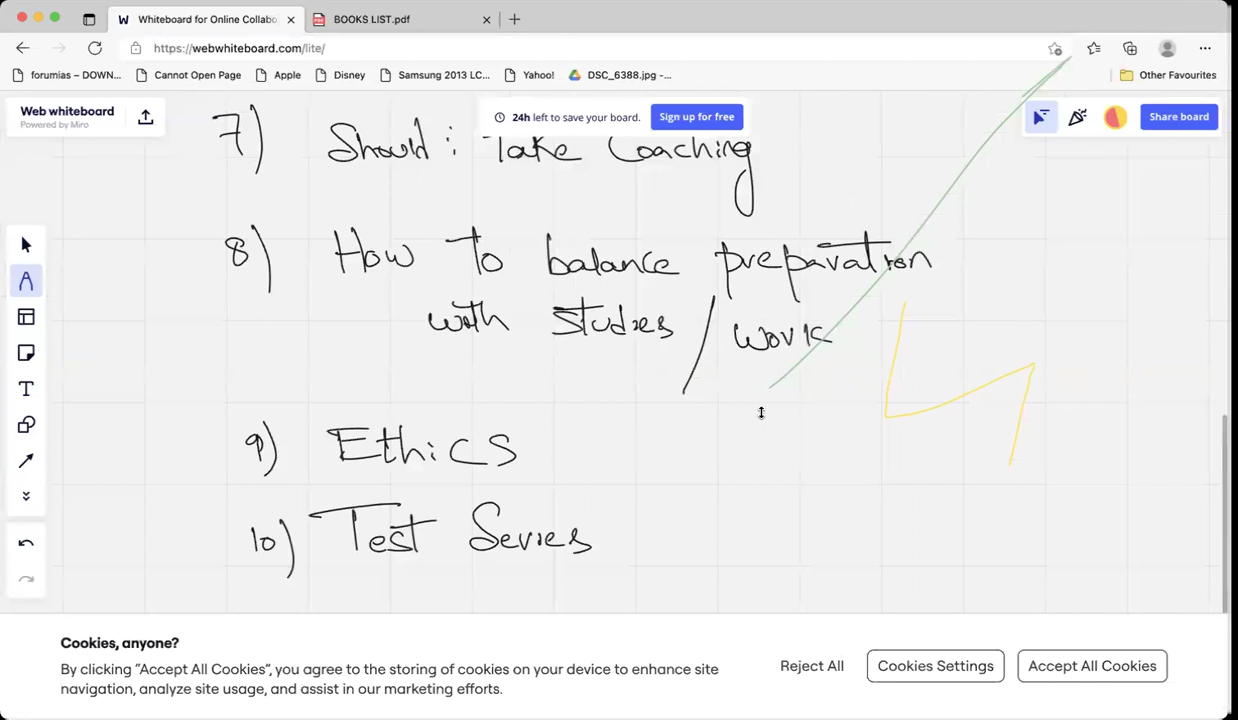 Whiteboard for Online Collabo
BOOKS LIST.pdf
https://webwhiteboard.com/lite/
forumias – DOWN...
Cannot Open Page
Apple
Disney
Samsung 2013 LC...
Yahoo!
DSC_6388.jpg -...
Other Favourites
Web whiteboard
Powered by Miro
24h left to save your board.
Sign up for free
Share board
7) Should i Take Coaching
8) How To balance preparation
with Studies / Work
9) Ethics
10) Test Series
Cookies, anyone?
By clicking “Accept All Cookies”, you agree to the storing of cookies on your device to enhance site
navigation, analyze site usage, and assist in our marketing efforts.
Reject All
Cookies Settings
Accept All Cookies